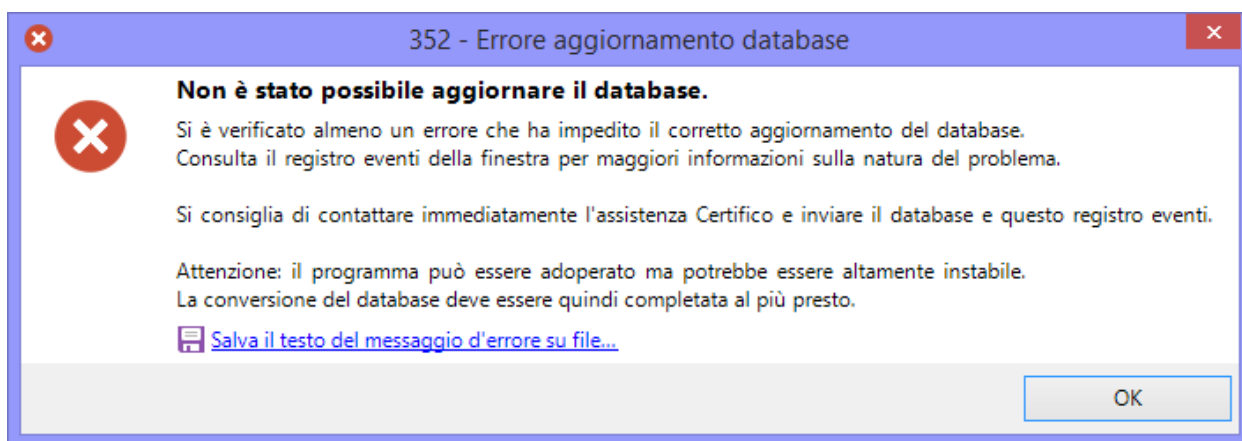 352 - Errore aggiornamento database
Non è stato possibile aggiornare il database.
Si è verificato almeno un errore che ha impedito il corretto aggiornamento del database.
Consulta il registro eventi della finestra per maggiori informazioni sulla natura del problema.
Si consiglia di contattare immediatamente l'assistenza Certifico e inviare il database e questo registro eventi.
Attenzione: il programma può essere adoperato ma potrebbe essere altamente instabile.
La conversione del database deve essere quindi completata al più presto.
Salva il testo del messaggio d'errore su file...
OK